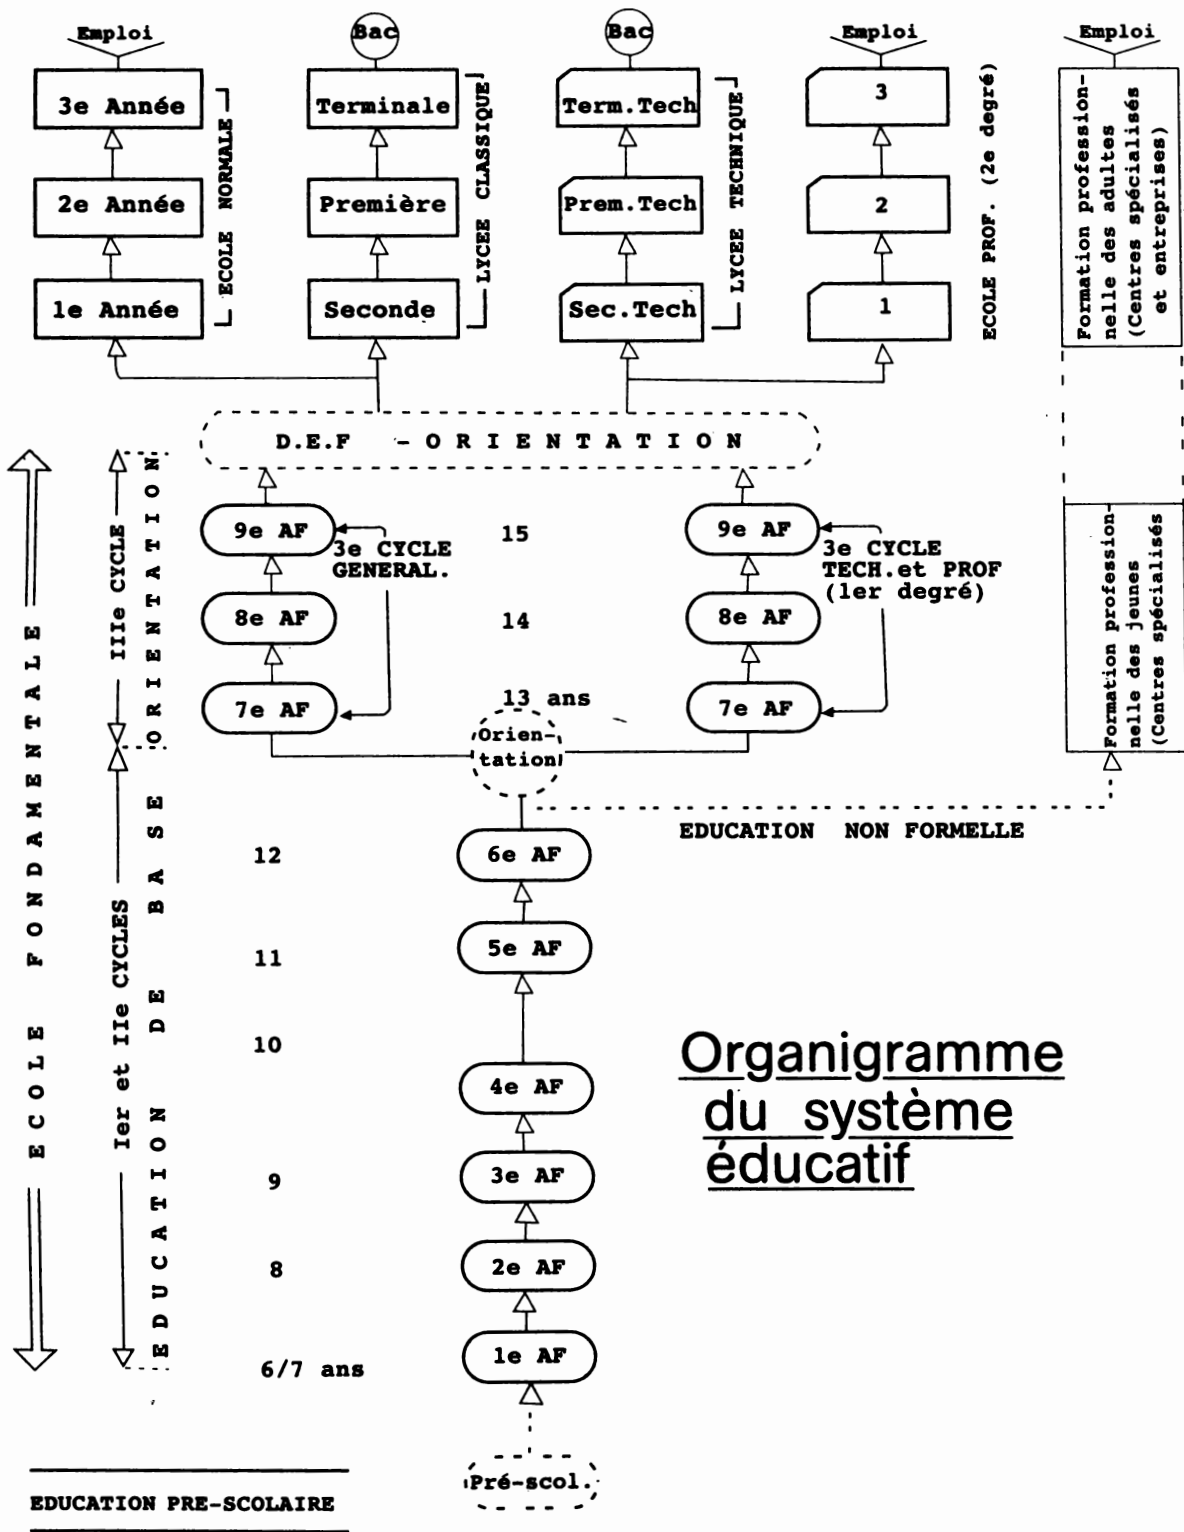 Emploi
Bac
Bac
Emploi
Emploi
3e Année
Terminale
Term.Tech
3
2e Année
Première
Prem.Tech
2
1e Année
Seconde
Sec.Tech
1
ECOLE NORMALE
LYCEE CLASSIQUE
LYCEE TECHNIQUE
ECOLE PROF. (2e degré)
Formation profession-
nelle des adultes
(Centres spécialisés
et entreprises)
D.E.F - ORIENTATION
9e AF
15
9e AF
3e CYCLE
GENERAL.
3e CYCLE
TECH.et PROF
(1er degré)
8e AF
14
8e AF
7e AF
13 ans
7e AF
Orien-
tation
Formation profession-
nelle des jeunes
(Centres spécialisés
EDUCATION NON FORMELLE
ECOLE FONDAMENTALE
IIIe CYCLE
ORIENTATION
Ier et IIe CYCLES
EDUCATION DE BASE
12
6e AF
11
5e AF
10
4e AF
9
3e AF
8
2e AF
6/7 ans
1e AF
Organigramme
du système
éducatif
Pré-scol.
EDUCATION PRE-SCOLAIRE